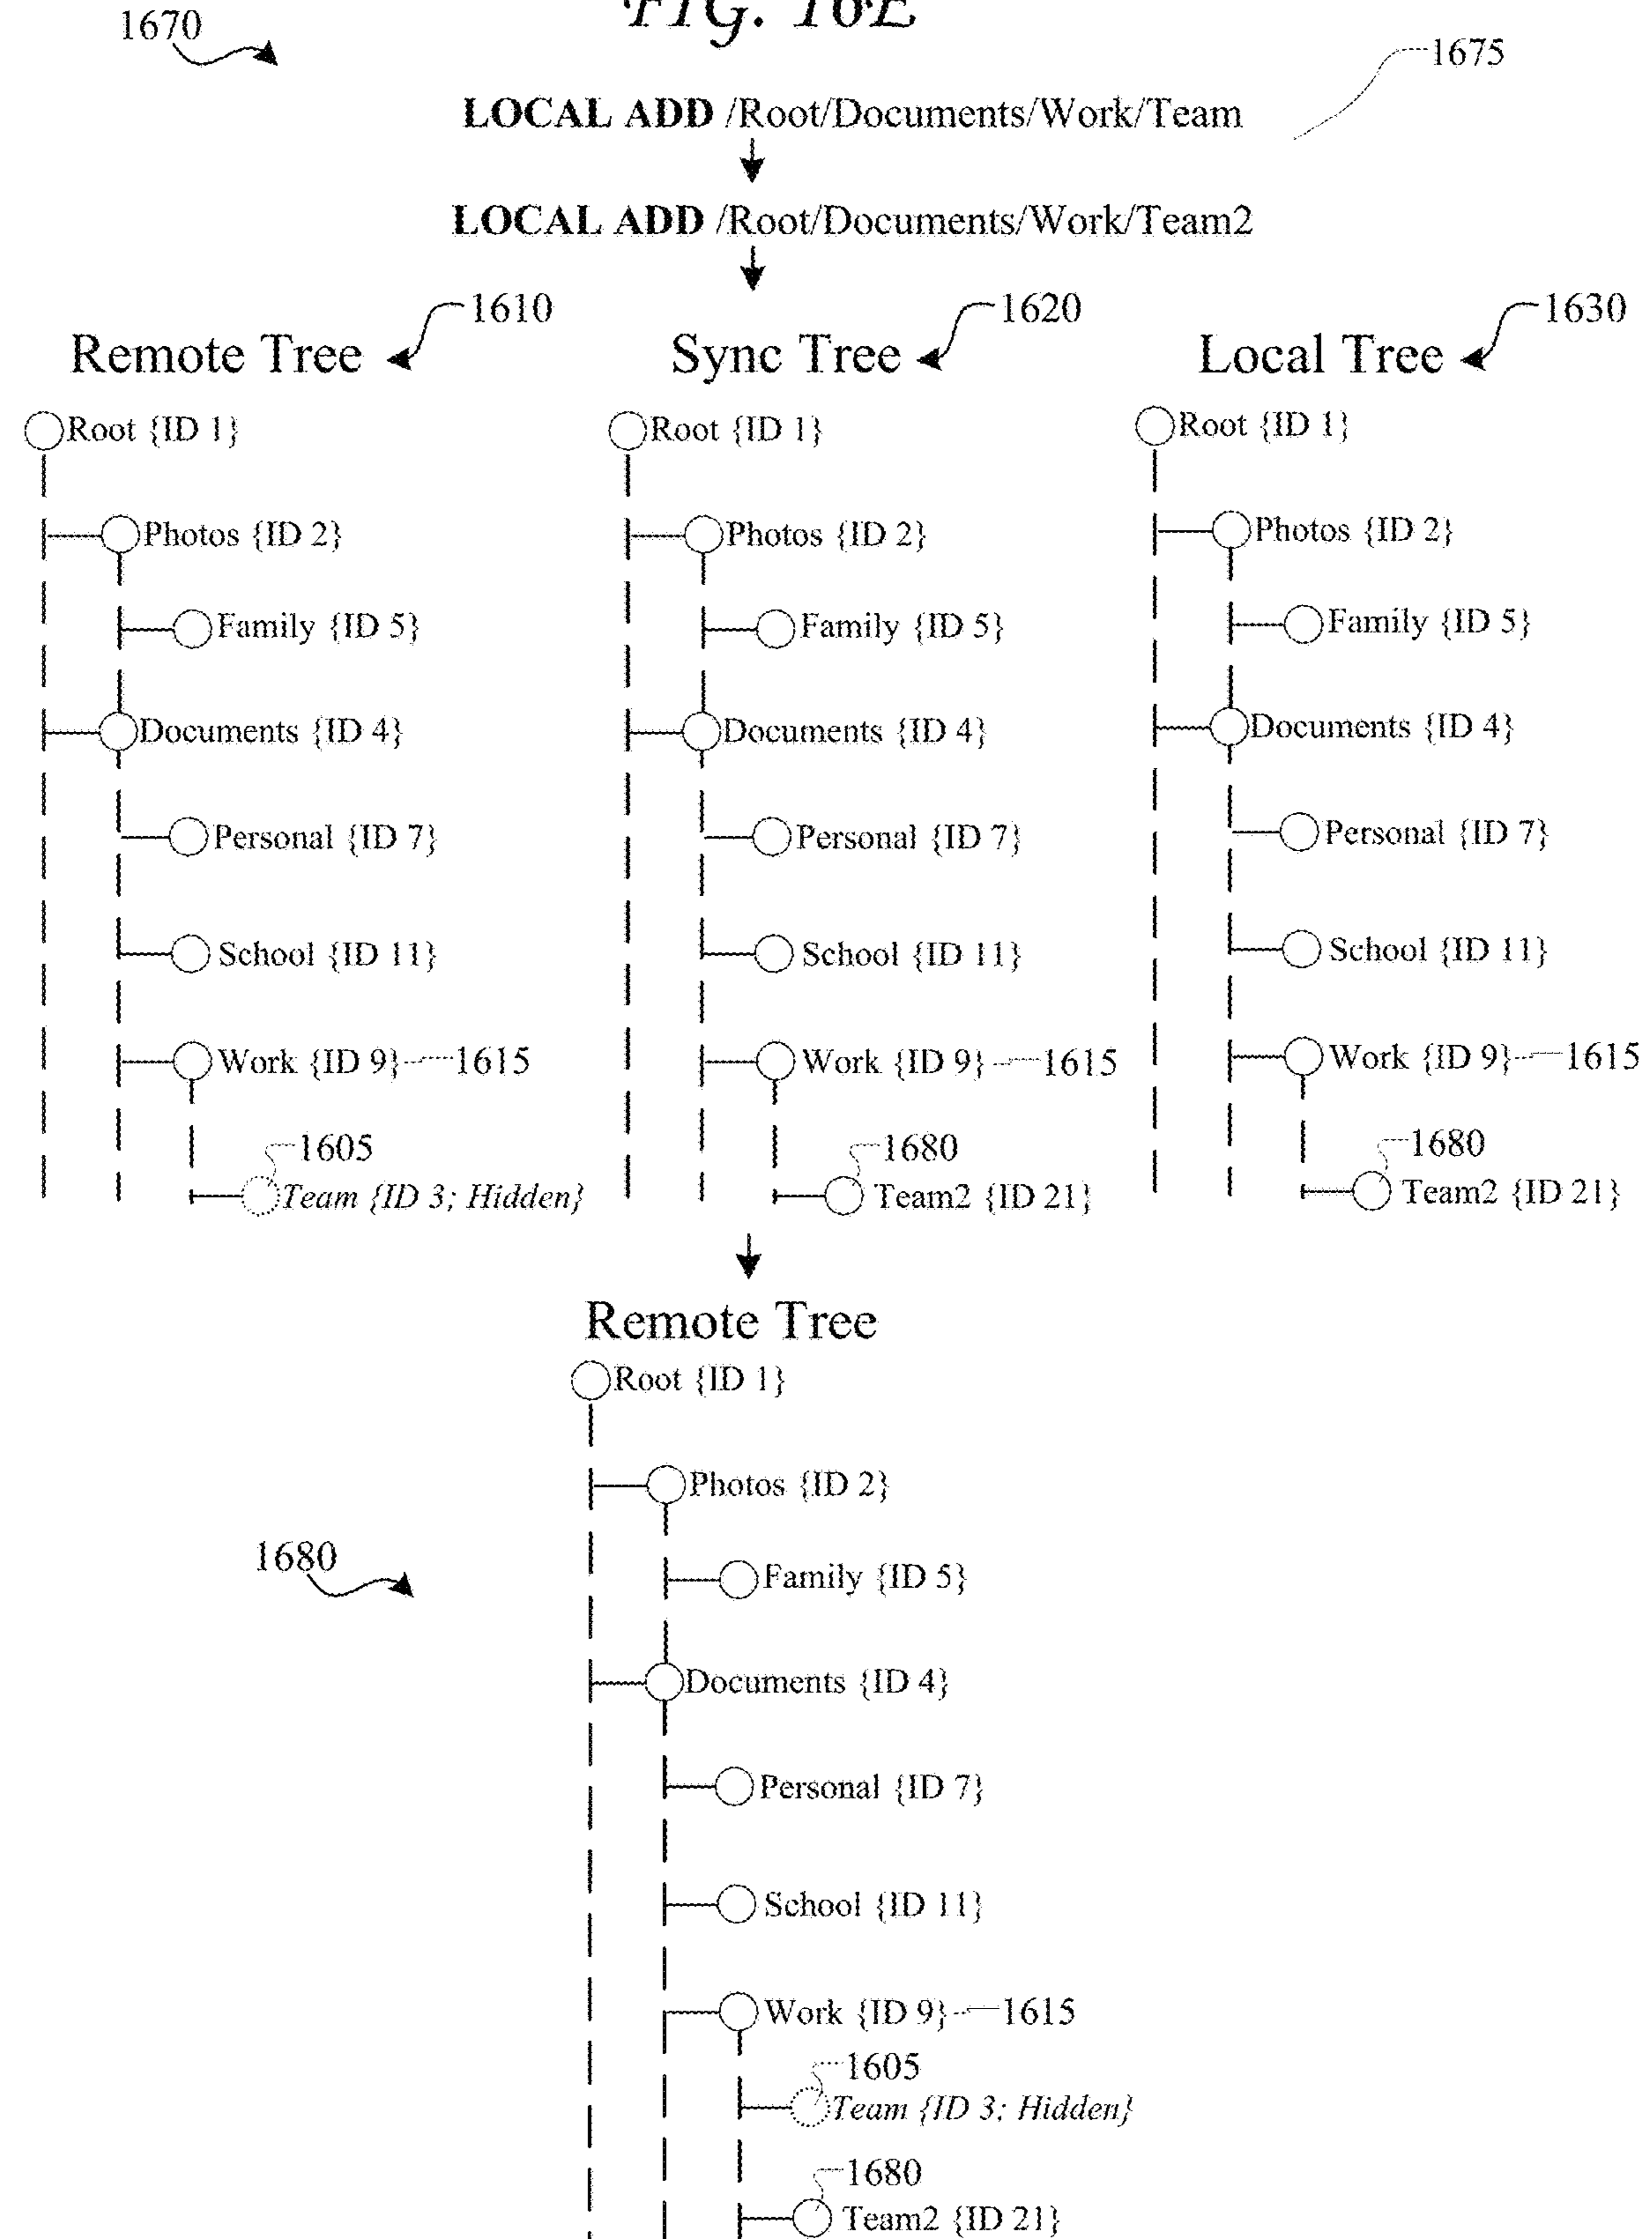 FIG. 16E
1670
1675
LOCAL ADD /Root/Documents/Work/Team
LOCAL ADD /Root/Documents/Work/Team2
1610
Remote Tree
Root {ID 1}
Photos {ID 2}
Family {ID 5}
Documents {ID 4}
Personal {ID 7}
School {ID 11}
Work {ID 9} 1615
1605
Team {ID 3; Hidden}
1620
Sync Tree
Root {ID 1}
Photos {ID 2}
Family {ID 5}
Documents {ID 4}
Personal {ID 7}
School {ID 11}
Work {ID 9} 1615
1680
Team2 {ID 21}
1630
Local Tree
Root {ID 1}
Photos {ID 2}
Family {ID 5}
Documents {ID 4}
Personal {ID 7}
School {ID 11}
Work {ID 9} 1615
1680
Team2 {ID 21}
Remote Tree
1680
Root {ID 1}
Photos {ID 2}
Family {ID 5}
Documents {ID 4}
Personal {ID 7}
School {ID 11}
Work {ID 9} 1615
1605
Team {ID 3; Hidden}
1680
Team2 {ID 21}